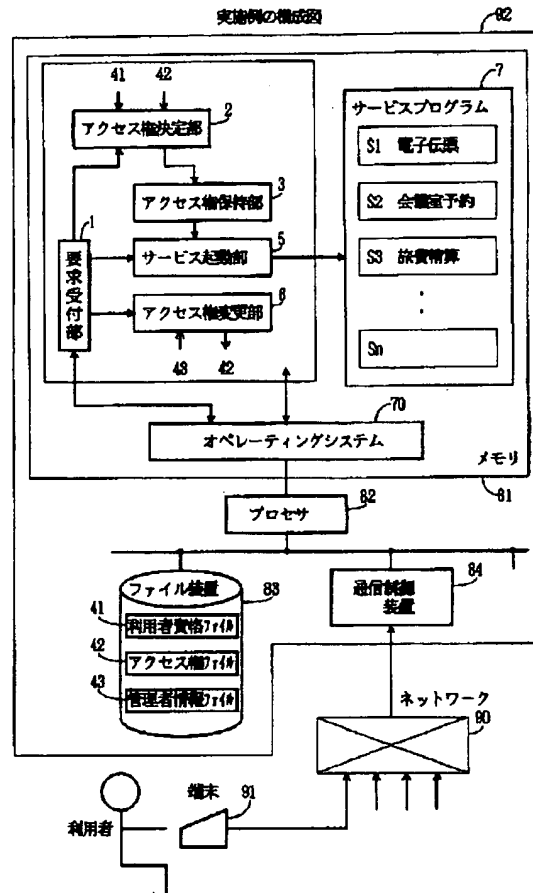 実施例の構成図
92
41 42
2
アクセス権決定部
3
アクセス権保持部
1
要求受付部
5
サービス起動部
6
アクセス権変更部
43 42
7
サービスプログラム
S1 電子伝票
S2 会議室予約
S3 旅費精算
Sn
70
オペレーティングシステム
メモリ
81
82
プロセサ
ファイル装置
83
41
利用者資格ファイル
42
アクセス権ファイル
43
管理者情報ファイル
84
通信制御
装置
ネットワーク
90
端末
91
利用者